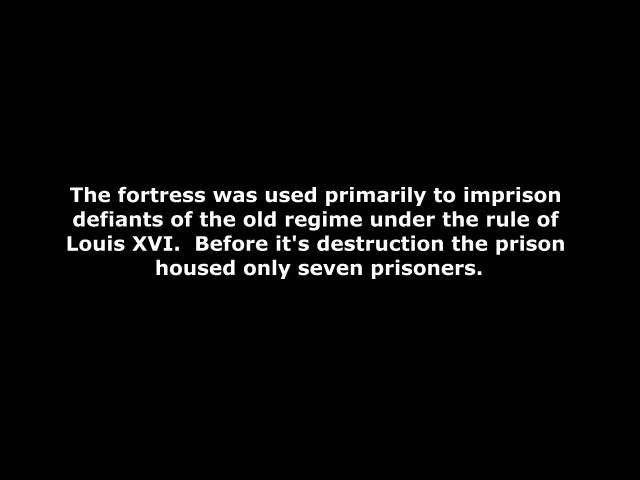 The fortress was used primarily to imprison
defiants of the old regime under the rule of
Louis XVI.  Before it's destruction the prison
housed only seven prisoners.